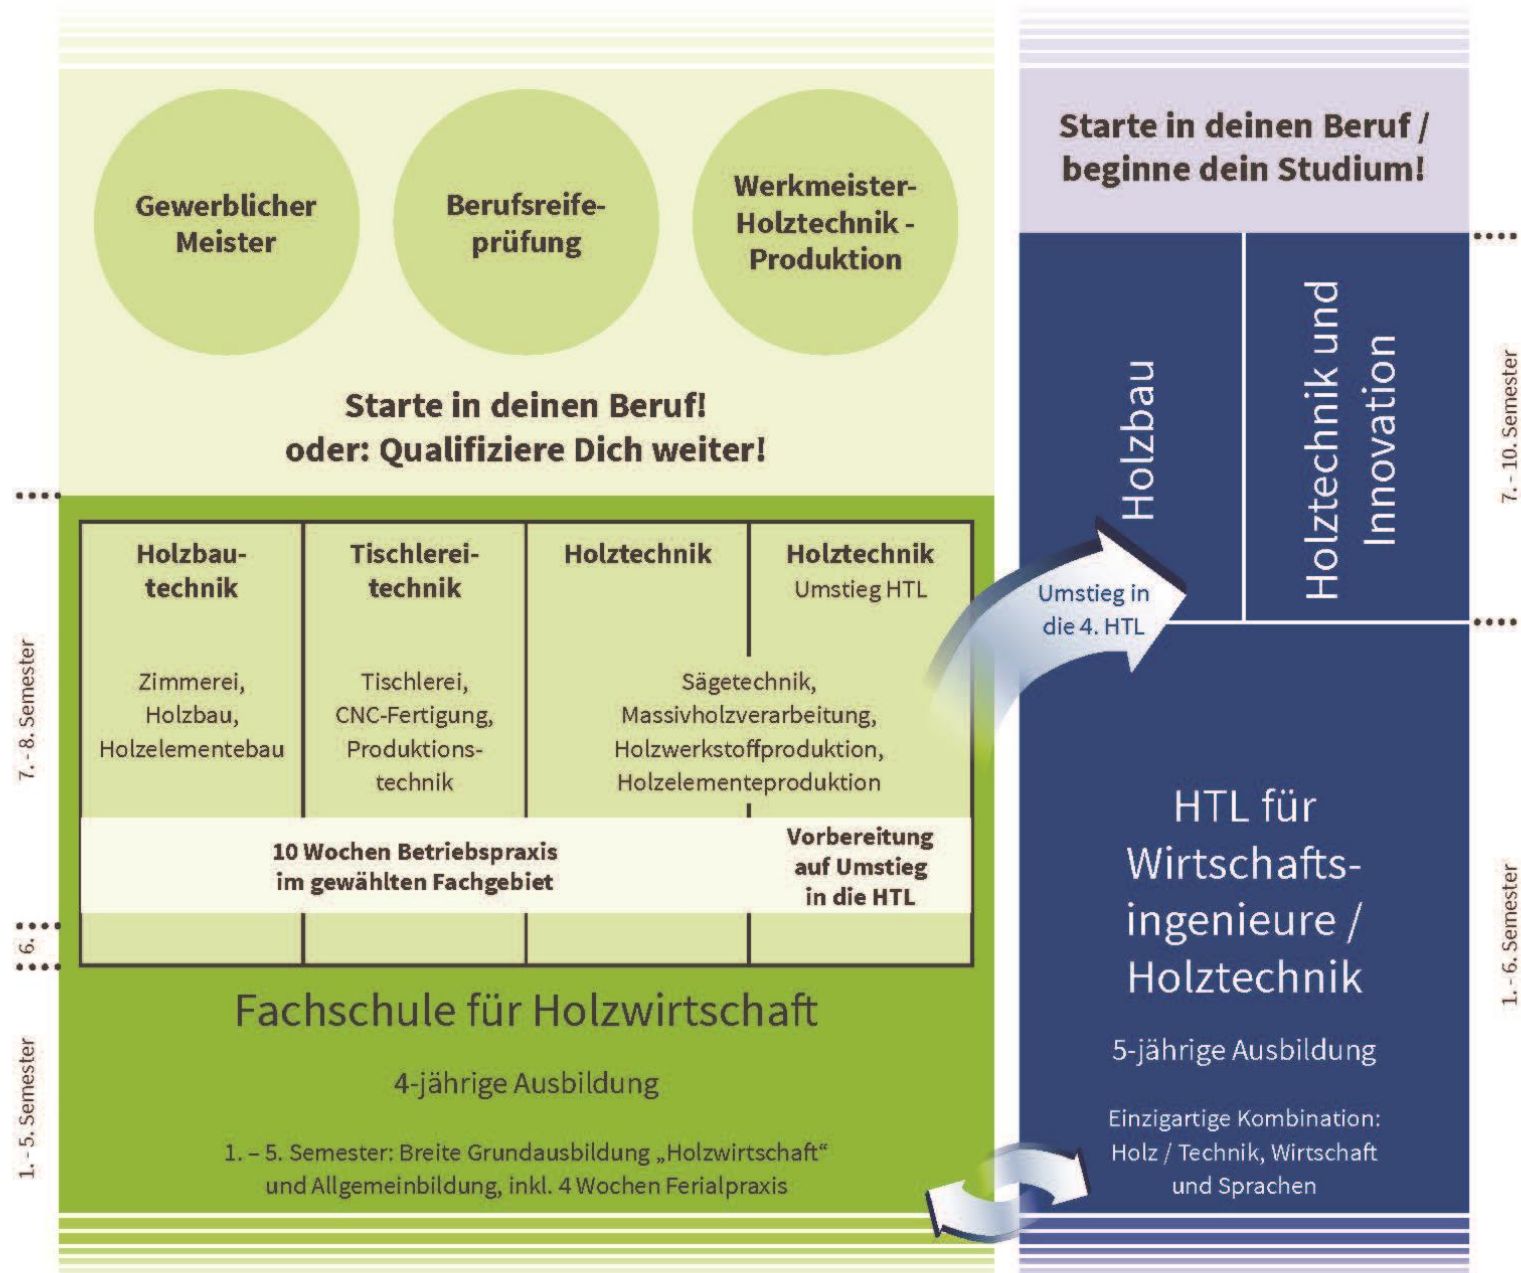 Gewerblicher
Meister
Berufsreife-
prüfung
Werkmeister-
Holztechnik -
Produktion
Starte in deinen Beruf!
oder: Qualifiziere Dich weiter!
Holzbau-
technik
Zimmerei,
Holzbau,
Holzelementebau
Tischlerei-
technik
Tischlerei,
CNC-Fertigung,
Produktions-
technik
Holztechnik
Holztechnik
Umstieg HTL
Sägetechnik,
Massivholzverarbeitung,
Holzwerkstoffproduktion,
Holzelementeproduktion
10 Wochen Betriebspraxis
im gewählten Fachgebiet
Vorbereitung
auf Umstieg
in die HTL
Fachschule für Holzwirtschaft
4-jährige Ausbildung
1. – 5. Semester: Breite Grundausbildung „Holzwirtschaft“
und Allgemeinbildung, inkl. 4 Wochen Ferialpraxis
7. - 8. Semester
6.
1. - 5. Semester
Starte in deinen Beruf /
beginne dein Studium!
Holzbau
Holztechnik und
Innovation
Umstieg in
die 4. HTL
HTL für
Wirtschafts-
ingenieure /
Holztechnik
5-jährige Ausbildung
Einzigartige Kombination:
Holz / Technik, Wirtschaft
und Sprachen
7. - 10. Semester
1. - 6. Semester